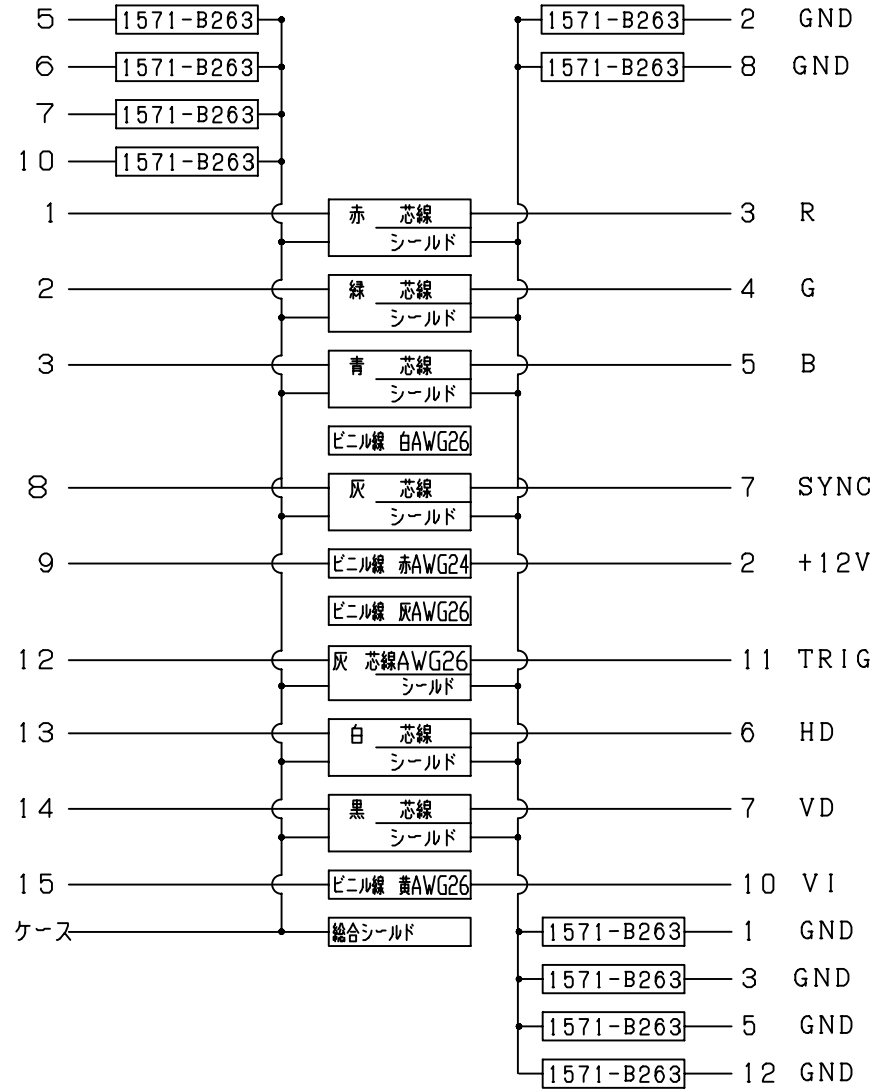 5 1571-B263 1571-B263 2 GND
6 1571-B263 1571-B263 8 GND
7 1571-B263
10 1571-B263
1 赤 芯線 3 R
シールド
2 緑 芯線 4 G
シールド
3 青 芯線 5 B
シールド
ビニル線 白AWG26
8 灰 芯線 7 SYNC
シールド
9 ビニル線 赤AWG24 2 +12V
ビニル線 灰AWG26
12 灰 芯線AWG26 11 TRIG
シールド
13 白 芯線 6 HD
シールド
14 黒 芯線 7 VD
シールド
15 ビニル線 黄AWG26 10 VI
ケース 総合シールド 1571-B263 1 GND
1571-B263 3 GND
1571-B263 5 GND
1571-B263 12 GND